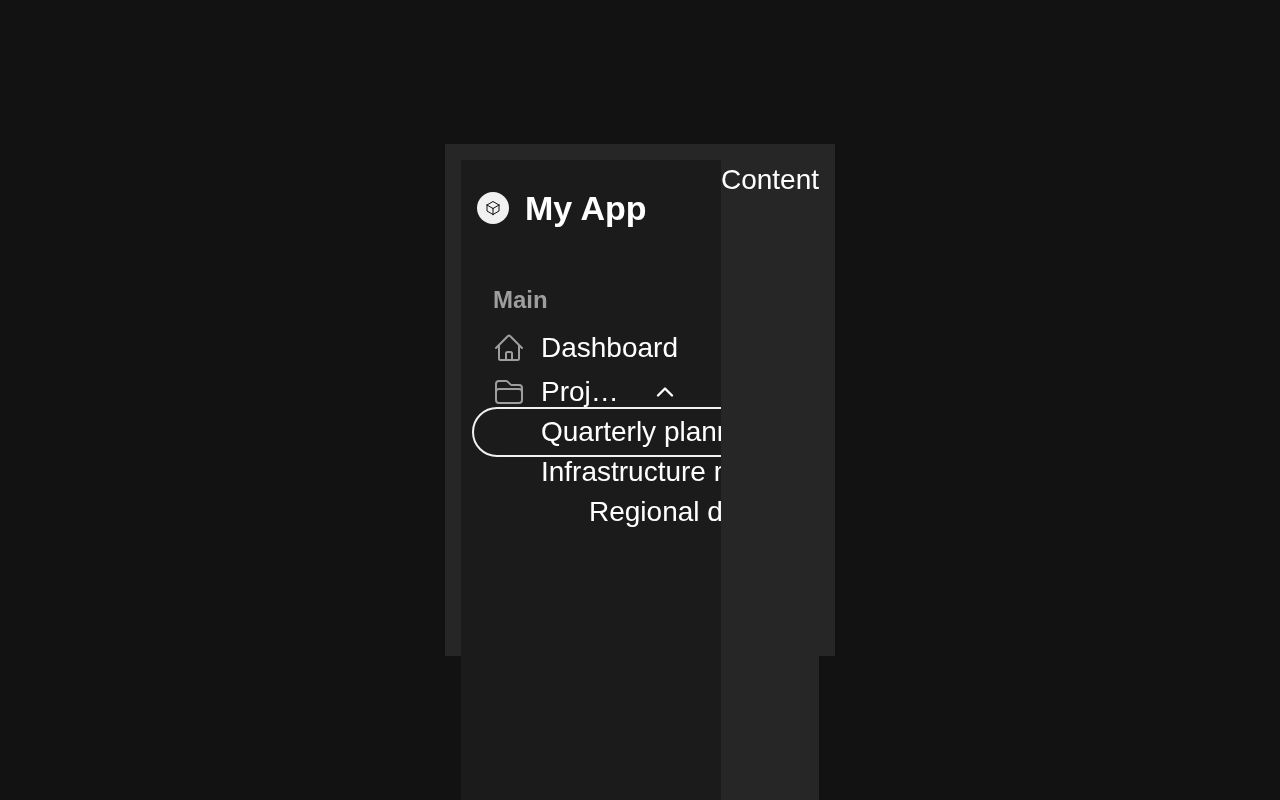 My App
Content
Main
Dashboard
Proj…
Quarterly plann
Infrastructure
Regional d